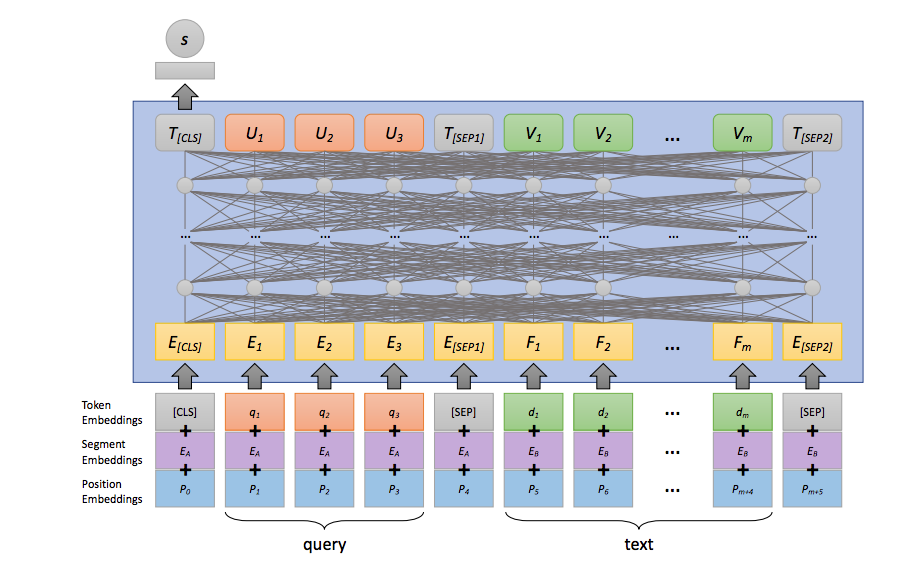 s
T[CLS] U1 U2 U3 T[SEP1] V1 V2 ... Vm T[SEP2]
... ... ... ... ... ... ... ... ... ...
E[CLS] E1 E2 E3 E[SEP1] F1 F2 ... Fm E[SEP2]
Token
Embeddings
[CLS] q1 q2 q3 [SEP] d1 d2 ... dm [SEP]
+ + + + + + + + +
Segment
Embeddings
EA EA EA EA EA EB EB ... EB EB
+ + + + + + + + +
Position
Embeddings
P0 P1 P2 P3 P4 P5 P6 ... Pm+4 Pm+5
query text